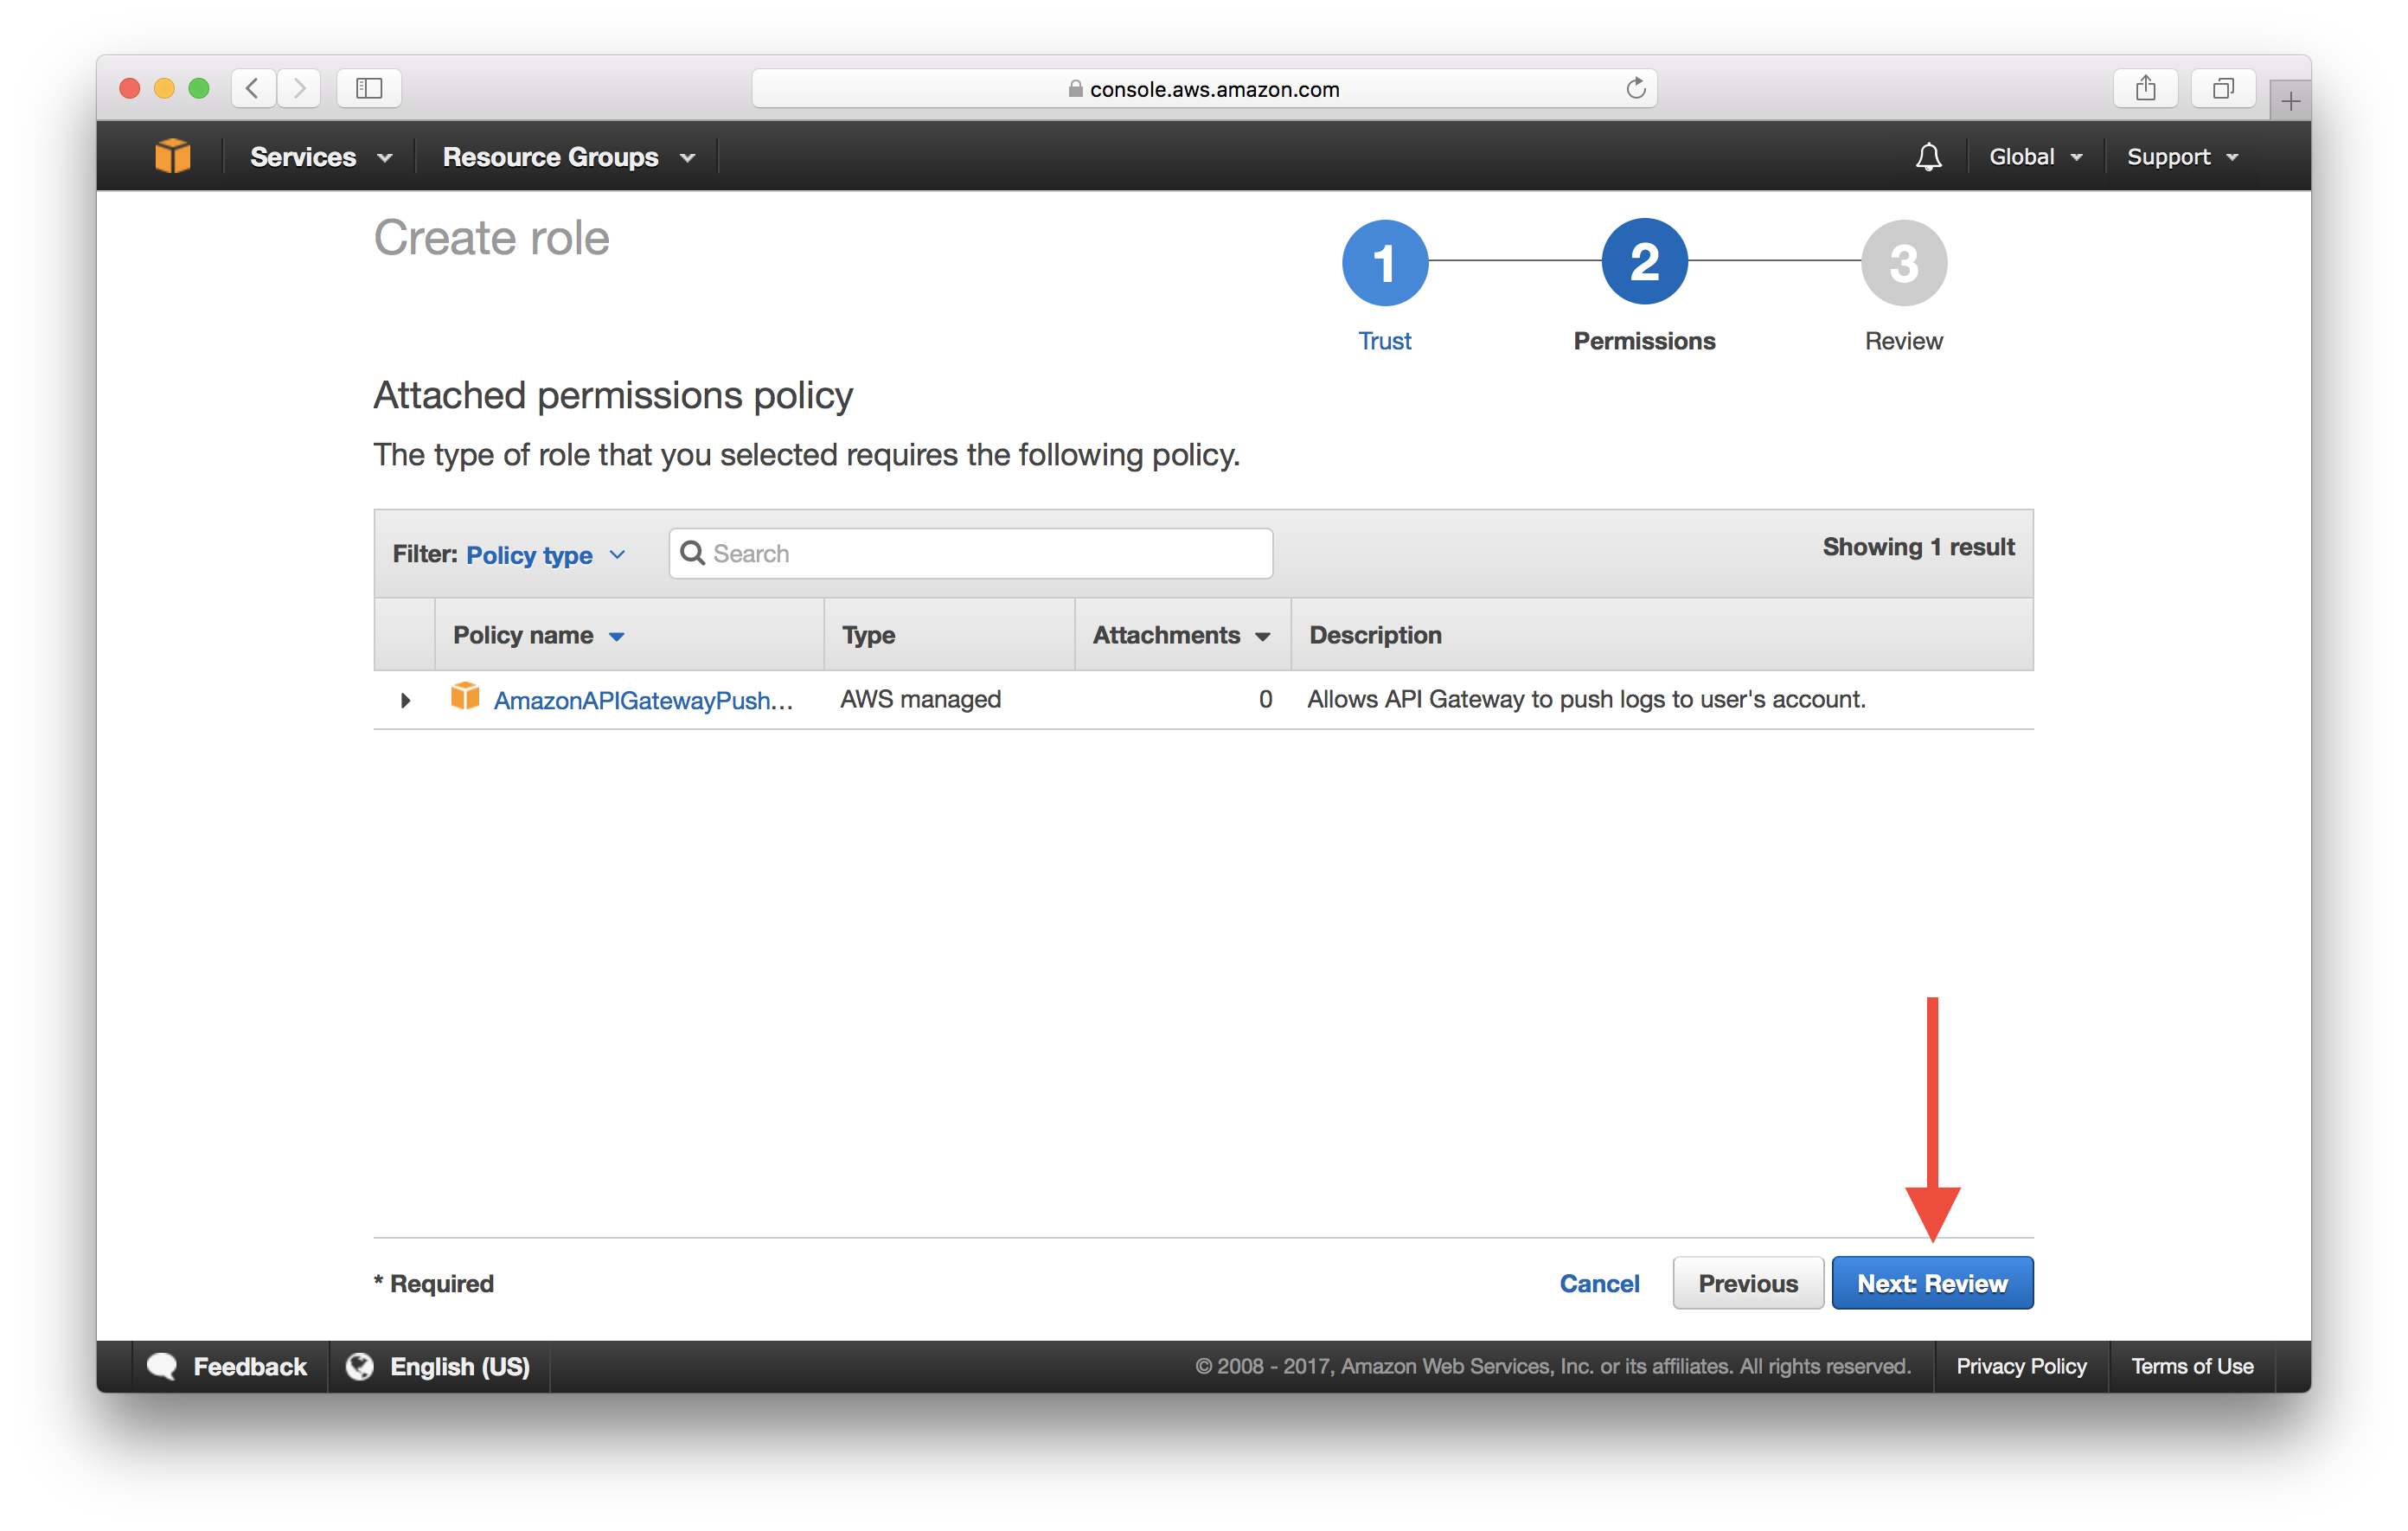 console.aws.amazon.com
Services Resource Groups Global Support
Create role
1 2 3
Trust Permissions Review
Attached permissions policy
The type of role that you selected requires the following policy.
Filter: Policy type Search Showing 1 result
Policy name Type Attachments Description
AmazonAPIGatewayPush... AWS managed 0 Allows API Gateway to push logs to user's account.
* Required Cancel Previous Next: Review
Feedback English (US) © 2008 - 2017, Amazon Web Services, Inc. or its affiliates. All rights reserved. Privacy Policy Terms of Use